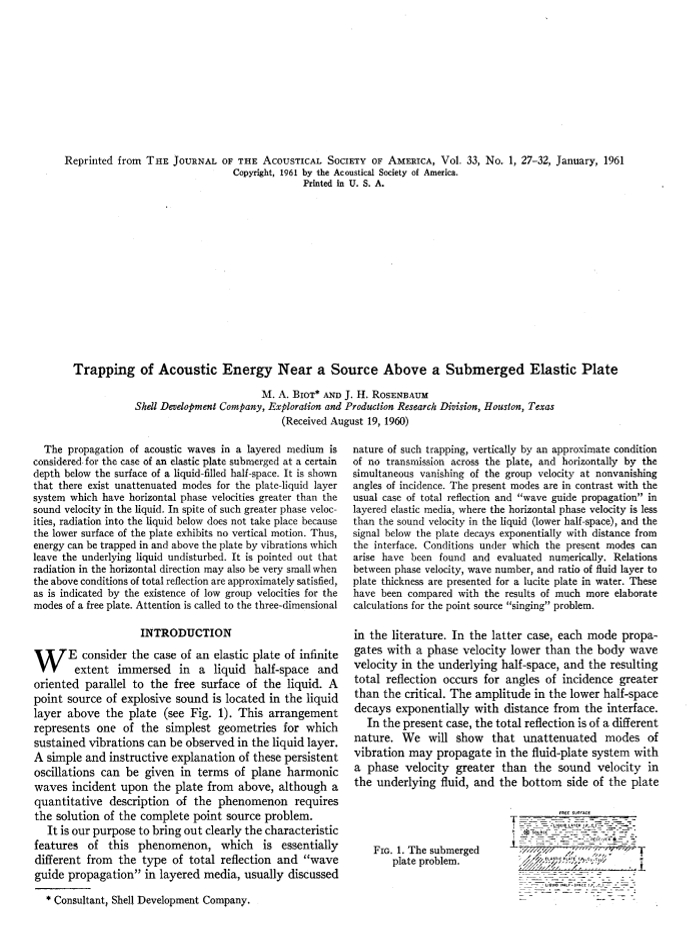 Reprinted from THE JOURNAL OF THE ACOUSTICAL SOCIETY OF AMERICA, Vol. 33, No. 1, 27-32, January, 1961
Copyright, 1961 by the Acoustical Society of America.
Printed in U. S. A.
Trapping of Acoustic Energy Near a Source Above a Submerged Elastic Plate
M. A. BIOT* AND J. H. ROSENBAUM
Shell Development Company, Exploration and Production Research Division, Houston, Texas
(Received August 19, 1960)
The propagation of acoustic waves in a layered medium is
considered for the case of an elastic plate submerged at a certain
depth below the surface of a liquid-filled half-space. It is shown
that there exist unattenuated modes for the plate-liquid layer
system which have horizontal phase velocities greater than the
sound velocity in the liquid. In spite of such greater phase veloc-
ities, radiation into the liquid below does not take place because
the lower surface of the plate exhibits no vertical motion. Thus,
energy can be trapped in and above the plate by vibrations which
leave the underlying liquid undisturbed. It is pointed out that
radiation in the horizontal direction may also be very small when
the above conditions of total reflection are approximately satisfied,
as is indicated by the existence of low group velocities for the
modes of a free plate. Attention is called to the three-dimensional
nature of such trapping, vertically by an approximate condition
of no transmission across the plate, and horizontally by the
simultaneous vanishing of the group velocity at nonvanishing
angles of incidence. The present modes are in contrast with the
usual case of total reflection and "wave guide propagation" in
layered elastic media, where the horizontal phase velocity is less
than the sound velocity in the liquid (lower half-space), and the
signal below the plate decays exponentially with distance from
the interface. Conditions under which the present modes can
arise have been found and evaluated numerically. Relations
between phase velocity, wave number, and ratio of fluid layer to
plate thickness are presented for a lucite plate in water. These
have been compared with the results of much more elaborate
calculations for the point source "singing" problem.
INTRODUCTION
WE consider the case of an elastic plate of infinite
extent immersed in a liquid half-space and
oriented parallel to the free surface of the liquid. A
point source of explosive sound is located in the liquid
layer above the plate (see Fig. 1). This arrangement
represents one of the simplest geometries for which
sustained vibrations can be observed in the liquid layer.
A simple and instructive explanation of these persistent
oscillations can be given in terms of plane harmonic
waves incident upon the plate from above, although a
quantitative description of the phenomenon requires
the solution of the complete point source problem.
It is our purpose to bring out clearly the characteristic
features of this phenomenon, which is essentially
different from the type of total reflection and "wave
guide propagation" in layered media, usually discussed
* Consultant, Shell Development Company.
in the literature. In the latter case, each mode propa-
gates with a phase velocity lower than the body wave
velocity in the underlying half-space, and the resulting
total reflection occurs for angles of incidence greater
than the critical. The amplitude in the lower half-space
decays exponentially with distance from the interface.
In the present case, the total reflection is of a different
nature. We will show that unattenuated modes of
vibration may propagate in the fluid-plate system with
a phase velocity greater than the sound velocity in
the underlying fluid, and the bottom side of the plate
FREE SURFACE
FIG. 1. The submerged
plate problem.